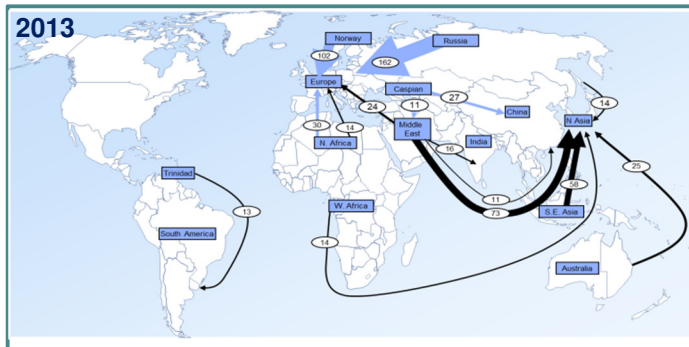 2013
Norway
Russia
102
162
Europe
Caspian
24
11
27
14
China
N Asia
30
14
Middle
East
16
India
N. Africa
25
Trinidad
58
11
W. Africa
73
S.E. Asia
13
South America
14
Australia